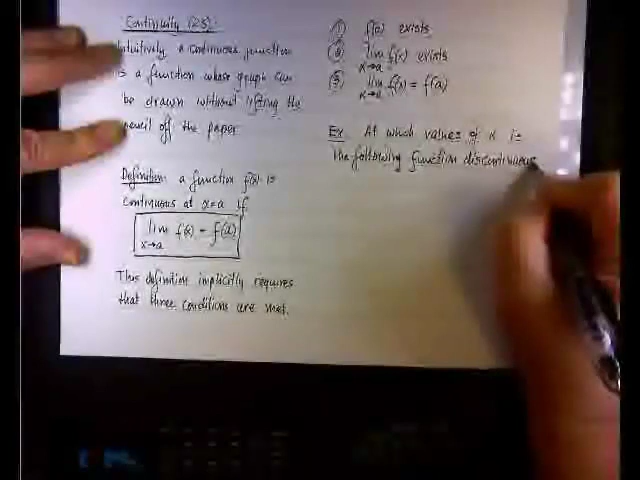 Continuity (2.5):
Intuitively, a continuous function
is a function whose graph can
be drawn without lifting the
pencil off the paper
Definition: a function f(x) is
continuous at x=a if
lim f(x) = f(a)
x→a
This definition implicitly requires
that three conditions are met.
① f(a) exists
② lim f(x) exists
x→a
③ lim f(x) = f(a)
x→a
Ex. At which values of x is
the following function discontinuous